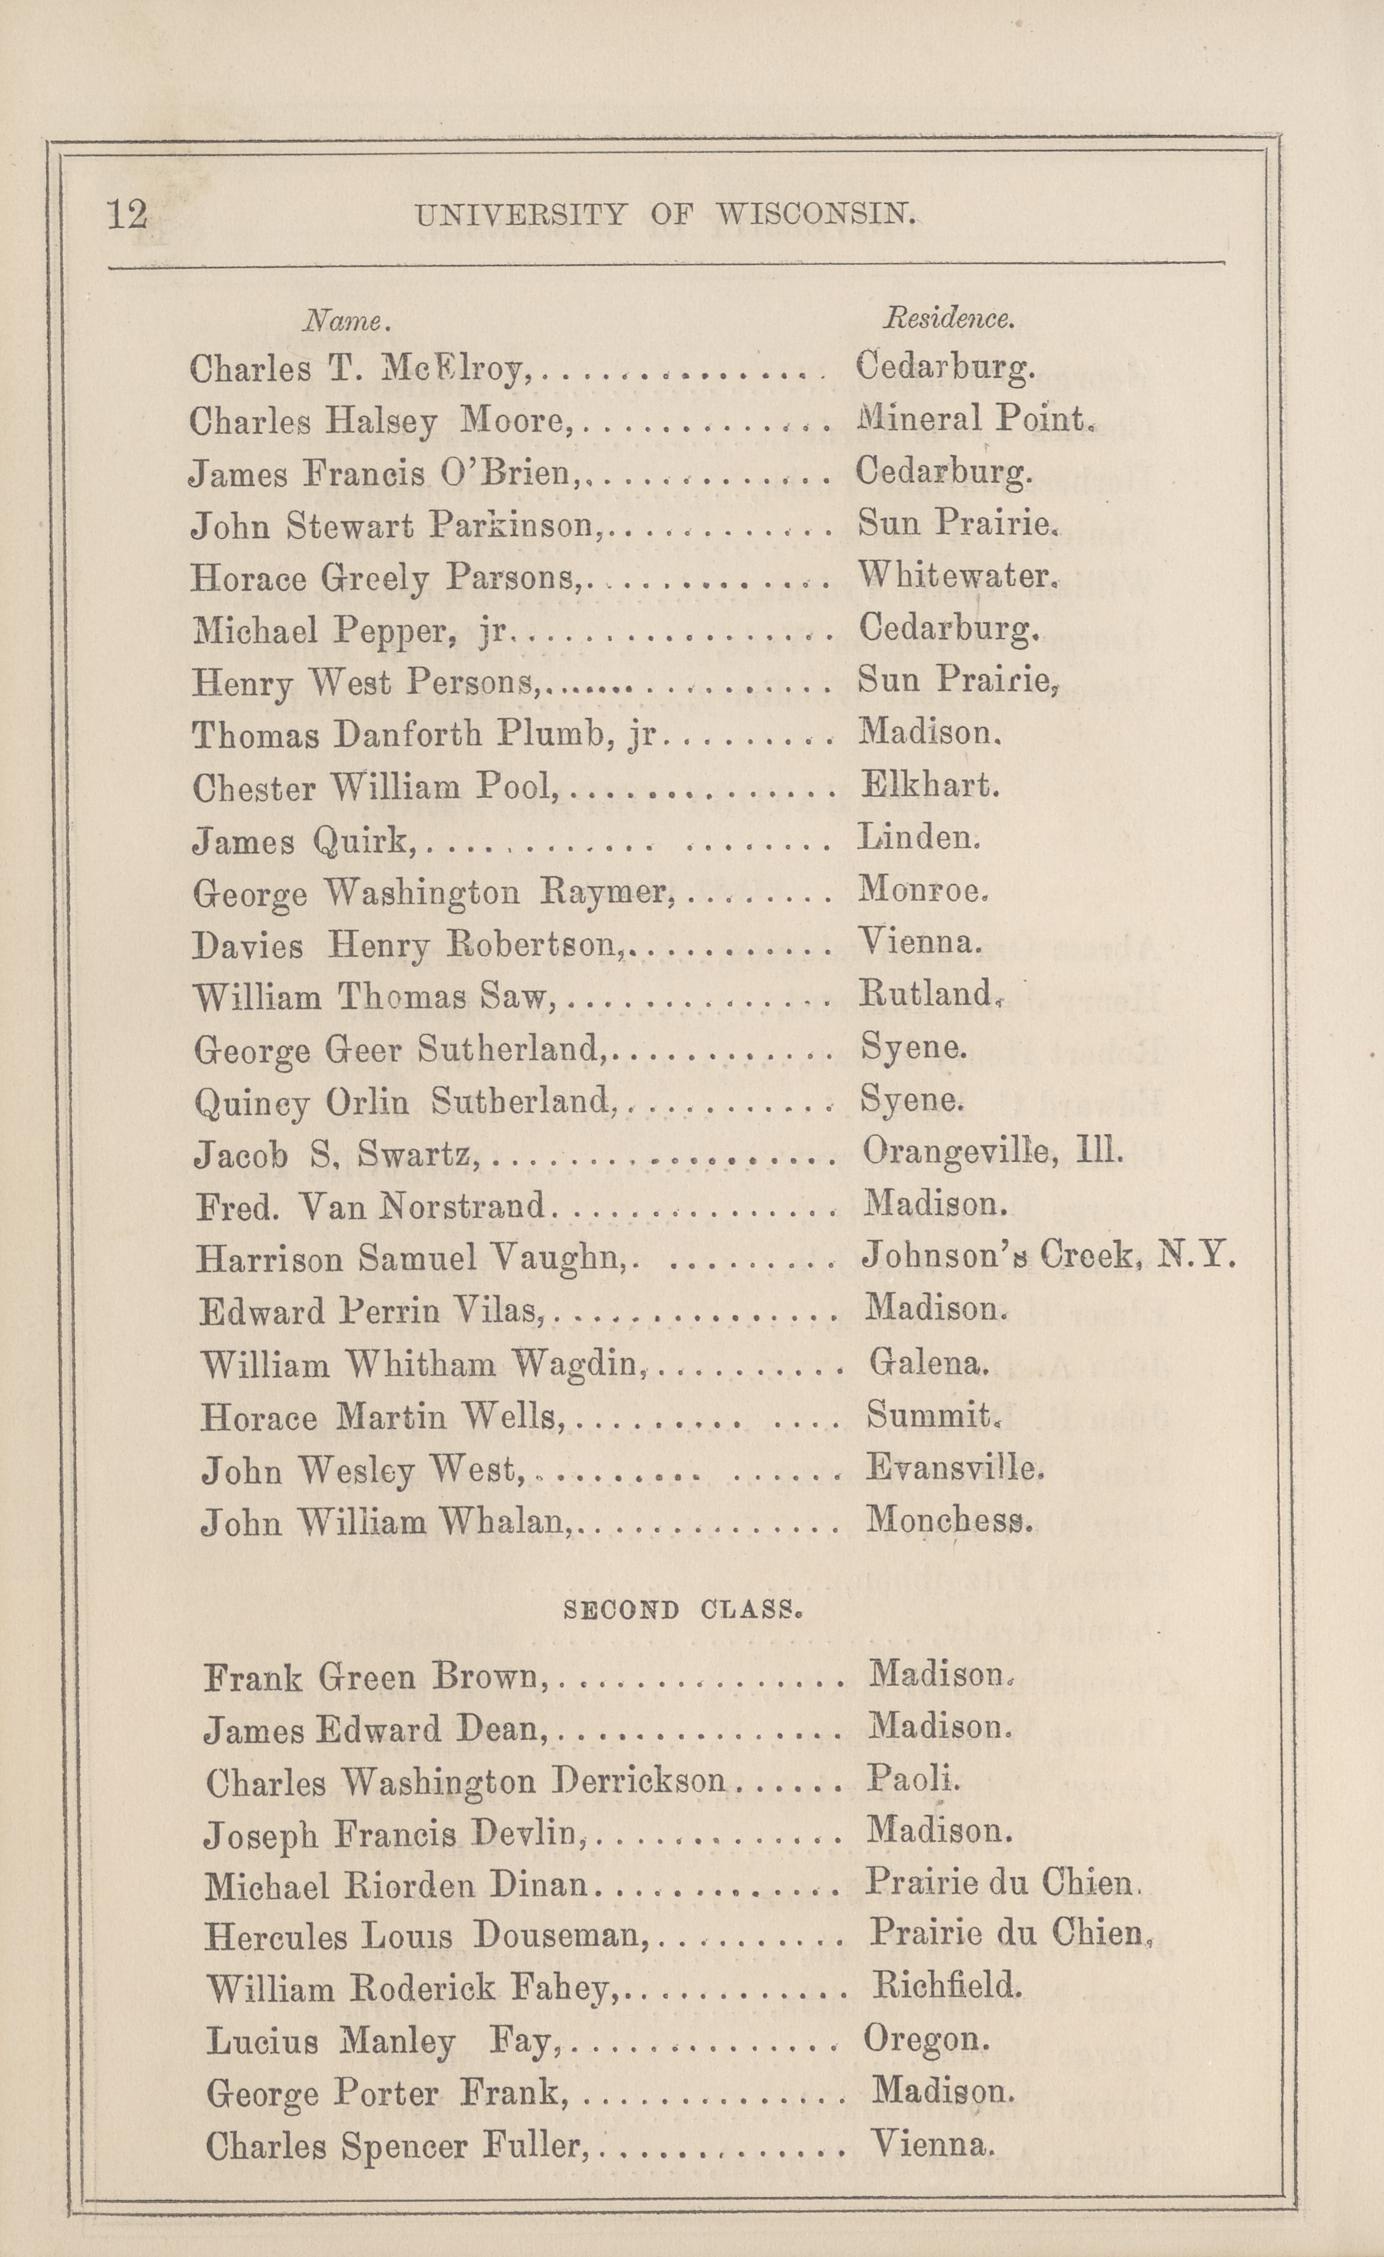 12 UNIVERSITY OF WISCONSIN.
Name. Residence.
Charles T. McElroy,................ Cedarburg.
Charles Halsey Moore,............. Mineral Point.
James Francis O'Brien,............. Cedarburg.
John Stewart Parkinson,............ Sun Prairie.
Horace Greely Parsons,............. Whitewater.
Michael Pepper, jr................. Cedarburg.
Henry West Persons,................ Sun Prairie,
Thomas Danforth Plumb, jr......... Madison.
Chester William Pool,.............. Elkhart.
James Quirk,............ ........ Linden.
George Washington Raymer,........ Monroe.
Davies Henry Robertson,........... Vienna.
William Thomas Saw,.............. Rutland,
George Geer Sutherland,............ Syene.
Quincy Orlin Sutherland,........... Syene.
Jacob S. Swartz,.................. Orangeville, Ill.
Fred. Van Norstrand............... Madison.
Harrison Samuel Vaughn,. ......... Johnson's Creek, N.Y.
Edward Perrin Vilas,............... Madison.
William Whitham Wagdin,.......... Galena.
Horace Martin Wells,......... .... Summit.
John Wesley West,......... ...... Evansville.
John William Whalan,.............. Monchess.
SECOND CLASS.
Frank Green Brown,............... Madison.
James Edward Dean,............... Madison.
Charles Washington Derrickson...... Paoli.
Joseph Francis Devlin,............. Madison.
Michael Riorden Dinan............. Prairie du Chien.
Hercules Louis Douseman,.......... Prairie du Chien,
William Roderick Fahey,............ Richfield.
Lucius Manley Fay,.............. Oregon.
George Porter Frank, .............. Madison.
Charles Spencer Fuller,............. Vienna.